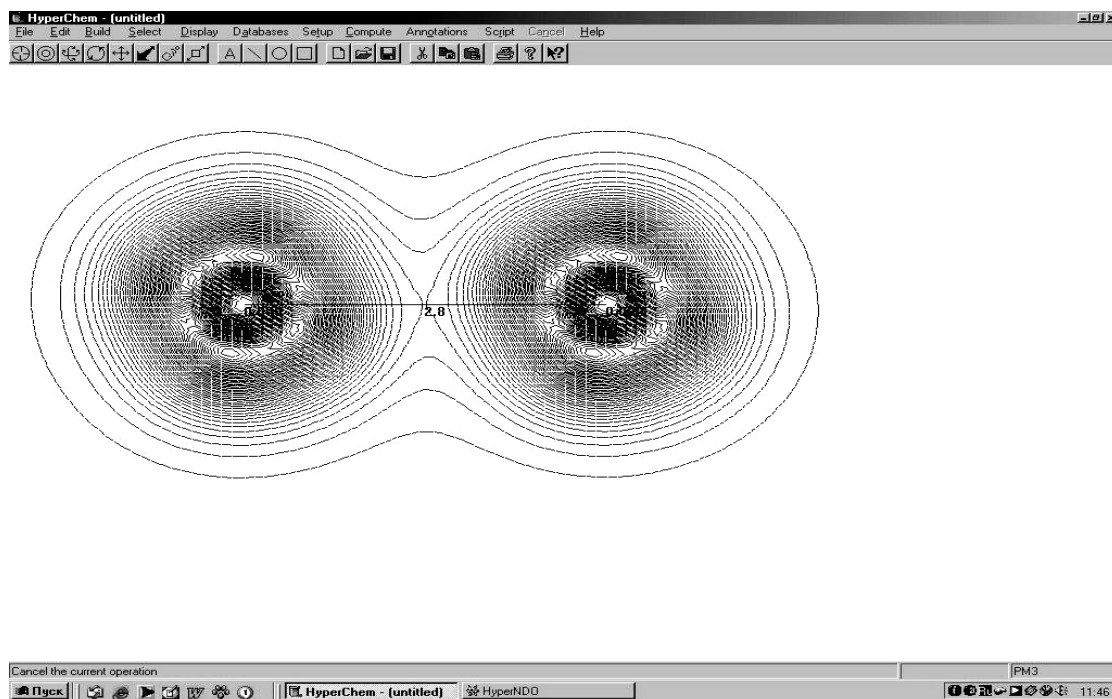 HyperChem - (untitled)
File Edit Build Select Display Databases Setup Compute Annotations Script Cancel Help
A
2.8
Cancel the current operation
PM3
Пуск HyperChem - (untitled) HyperNDO 11:46